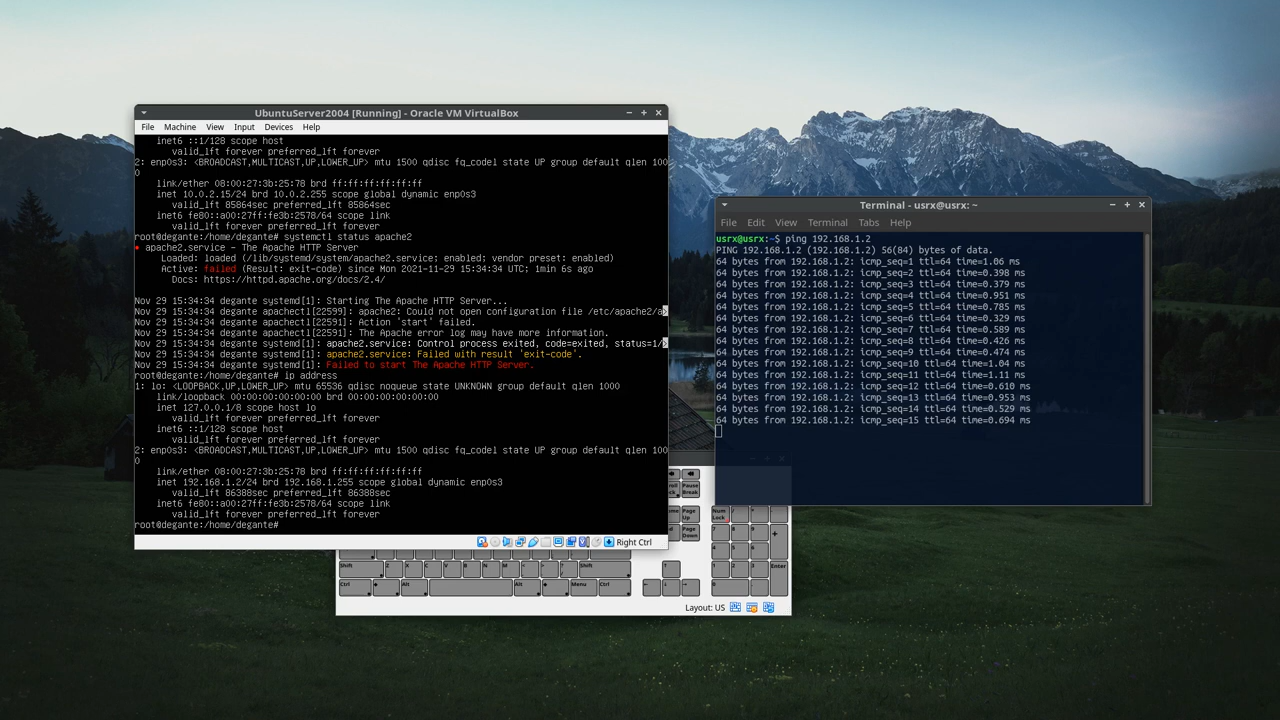 UbuntuServer2004 [Running] - Oracle VM VirtualBox
File Machine View Input Devices Help
inet6 ::1/128 scope host
valid_lft forever preferred_lft forever
2: enp0s3: <BROADCAST,MULTICAST,UP,LOWER_UP> mtu 1500 qdisc fq_codel state UP group default qlen 100
0
link/ether 08:00:27:3b:25:78 brd ff:ff:ff:ff:ff:ff
inet 10.0.2.15/24 brd 10.0.2.255 scope global dynamic enp0s3
valid_lft 85864sec preferred_lft 85864sec
inet6 fe80::a00:27ff:fe3b:2578/64 scope link
valid_lft forever preferred_lft forever
root@degante:/home/degante# systemctl status apache2
● apache2.service - The Apache HTTP Server
Loaded: loaded (/lib/systemd/system/apache2.service; enabled; vendor preset: enabled)
Active: failed (Result: exit-code) since Mon 2021-11-29 15:34:34 UTC; 1min 6s ago
Docs: https://httpd.apache.org/docs/2.4/
Nov 29 15:34:34 degante systemd[1]: Starting The Apache HTTP Server...
Nov 29 15:34:34 degante apachectl[22591]: apache2: Could not open configuration file /etc/apache2/a>
Nov 29 15:34:34 degante apachectl[22591]: Action 'start' failed.
Nov 29 15:34:34 degante apachectl[22591]: The Apache error log may have more information.
Nov 29 15:34:34 degante systemd[1]: apache2.service: Control process exited, code=exited, status=1/>
Nov 29 15:34:34 degante systemd[1]: apache2.service: Failed with result 'exit-code'.
Nov 29 15:34:34 degante systemd[1]: Failed to start The Apache HTTP Server.
root@degante:/home/degante# ip address
1: lo: <LOOPBACK,UP,LOWER_UP> mtu 65536 qdisc noqueue state UNKNOWN group default qlen 1000
link/loopback 00:00:00:00:00:00 brd 00:00:00:00:00:00
inet 127.0.0.1/8 scope host lo
valid_lft forever preferred_lft forever
inet6 ::1/128 scope host
valid_lft forever preferred_lft forever
2: enp0s3: <BROADCAST,MULTICAST,UP,LOWER_UP> mtu 1500 qdisc fq_codel state UP group default qlen 100
0
link/ether 08:00:27:3b:25:78 brd ff:ff:ff:ff:ff:ff
inet 192.168.1.2/24 brd 192.168.1.255 scope global dynamic enp0s3
valid_lft 86388sec preferred_lft 86388sec
inet6 fe80::a00:27ff:fe3b:2578/64 scope link
valid_lft forever preferred_lft forever
root@degante:/home/degante#
Right Ctrl
Terminal - usrx@usrx: ~
File Edit View Terminal Tabs Help
usrx@usrx:~$ ping 192.168.1.2
PING 192.168.1.2 (192.168.1.2) 56(84) bytes of data.
64 bytes from 192.168.1.2: icmp_seq=1 ttl=64 time=1.06 ms
64 bytes from 192.168.1.2: icmp_seq=2 ttl=64 time=0.398 ms
64 bytes from 192.168.1.2: icmp_seq=3 ttl=64 time=0.379 ms
64 bytes from 192.168.1.2: icmp_seq=4 ttl=64 time=0.951 ms
64 bytes from 192.168.1.2: icmp_seq=5 ttl=64 time=0.785 ms
64 bytes from 192.168.1.2: icmp_seq=6 ttl=64 time=0.329 ms
64 bytes from 192.168.1.2: icmp_seq=7 ttl=64 time=0.589 ms
64 bytes from 192.168.1.2: icmp_seq=8 ttl=64 time=0.426 ms
64 bytes from 192.168.1.2: icmp_seq=9 ttl=64 time=0.474 ms
64 bytes from 192.168.1.2: icmp_seq=10 ttl=64 time=1.04 ms
64 bytes from 192.168.1.2: icmp_seq=11 ttl=64 time=1.11 ms
64 bytes from 192.168.1.2: icmp_seq=12 ttl=64 time=0.610 ms
64 bytes from 192.168.1.2: icmp_seq=13 ttl=64 time=0.953 ms
64 bytes from 192.168.1.2: icmp_seq=14 ttl=64 time=0.529 ms
64 bytes from 192.168.1.2: icmp_seq=15 ttl=64 time=0.694 ms
Pause Break
Page Up Num Lock / * -
Page Down 7 8 9 +
4 5 6
Shift Z X C V B N M Shift ↑ 1 2 3 Enter
Ctrl Alt Alt Menu Ctrl ← ↓ → 0 .
Layout: US